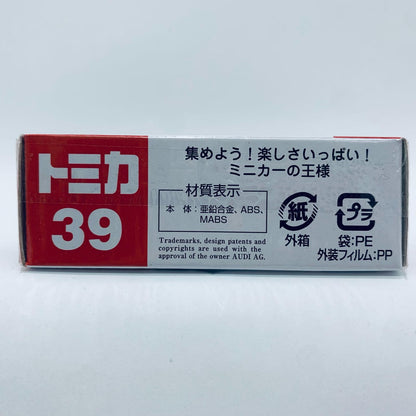 トミカ
39
集めよう！楽しさいっぱい！
ミニカーの王様
材質表示
本 体：亜鉛合金、ABS、
MABS
Trademarks, design patents and
copyrights are used with the
approval of the owner AUDI AG.
紙
外箱
プラ
袋:PE
外装フィルム:PP